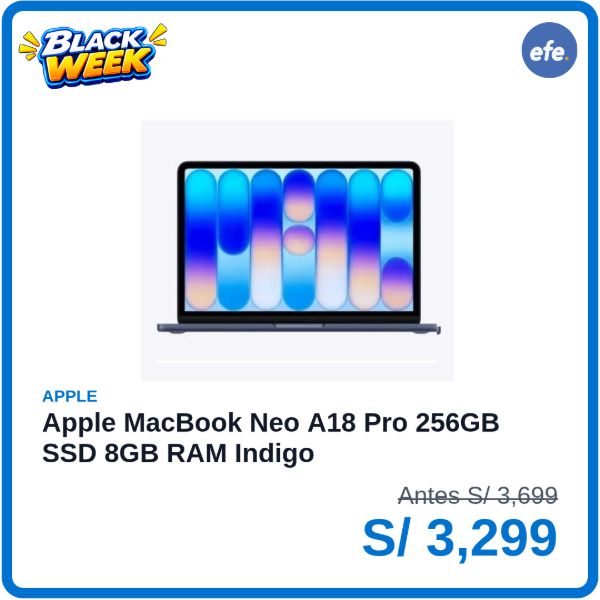 BLACK
WEEK
efe.
APPLE
Apple MacBook Neo A18 Pro 256GB
SSD 8GB RAM Indigo
Antes S/ 3,699
S/ 3,299